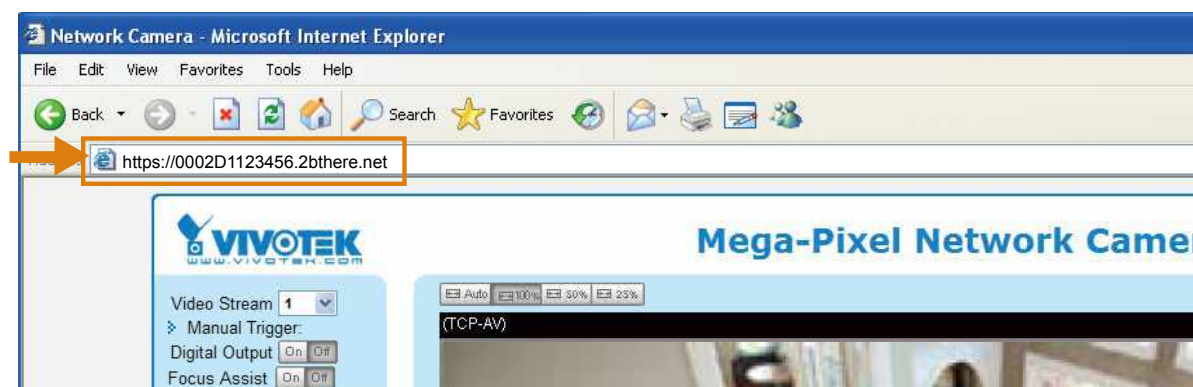 Network Camera - Microsoft Internet Explorer
File Edit View Favorites Tools Help
Back Search Favorites
https://0002D1123456.2bthere.net
VIVOTEK
www.vivotek.com
Mega-Pixel Network
Video Stream 1
Manual Trigger:
Digital Output On Off
Focus Assist On Off
Auto 100% 50% 25%
(TCP-AV)